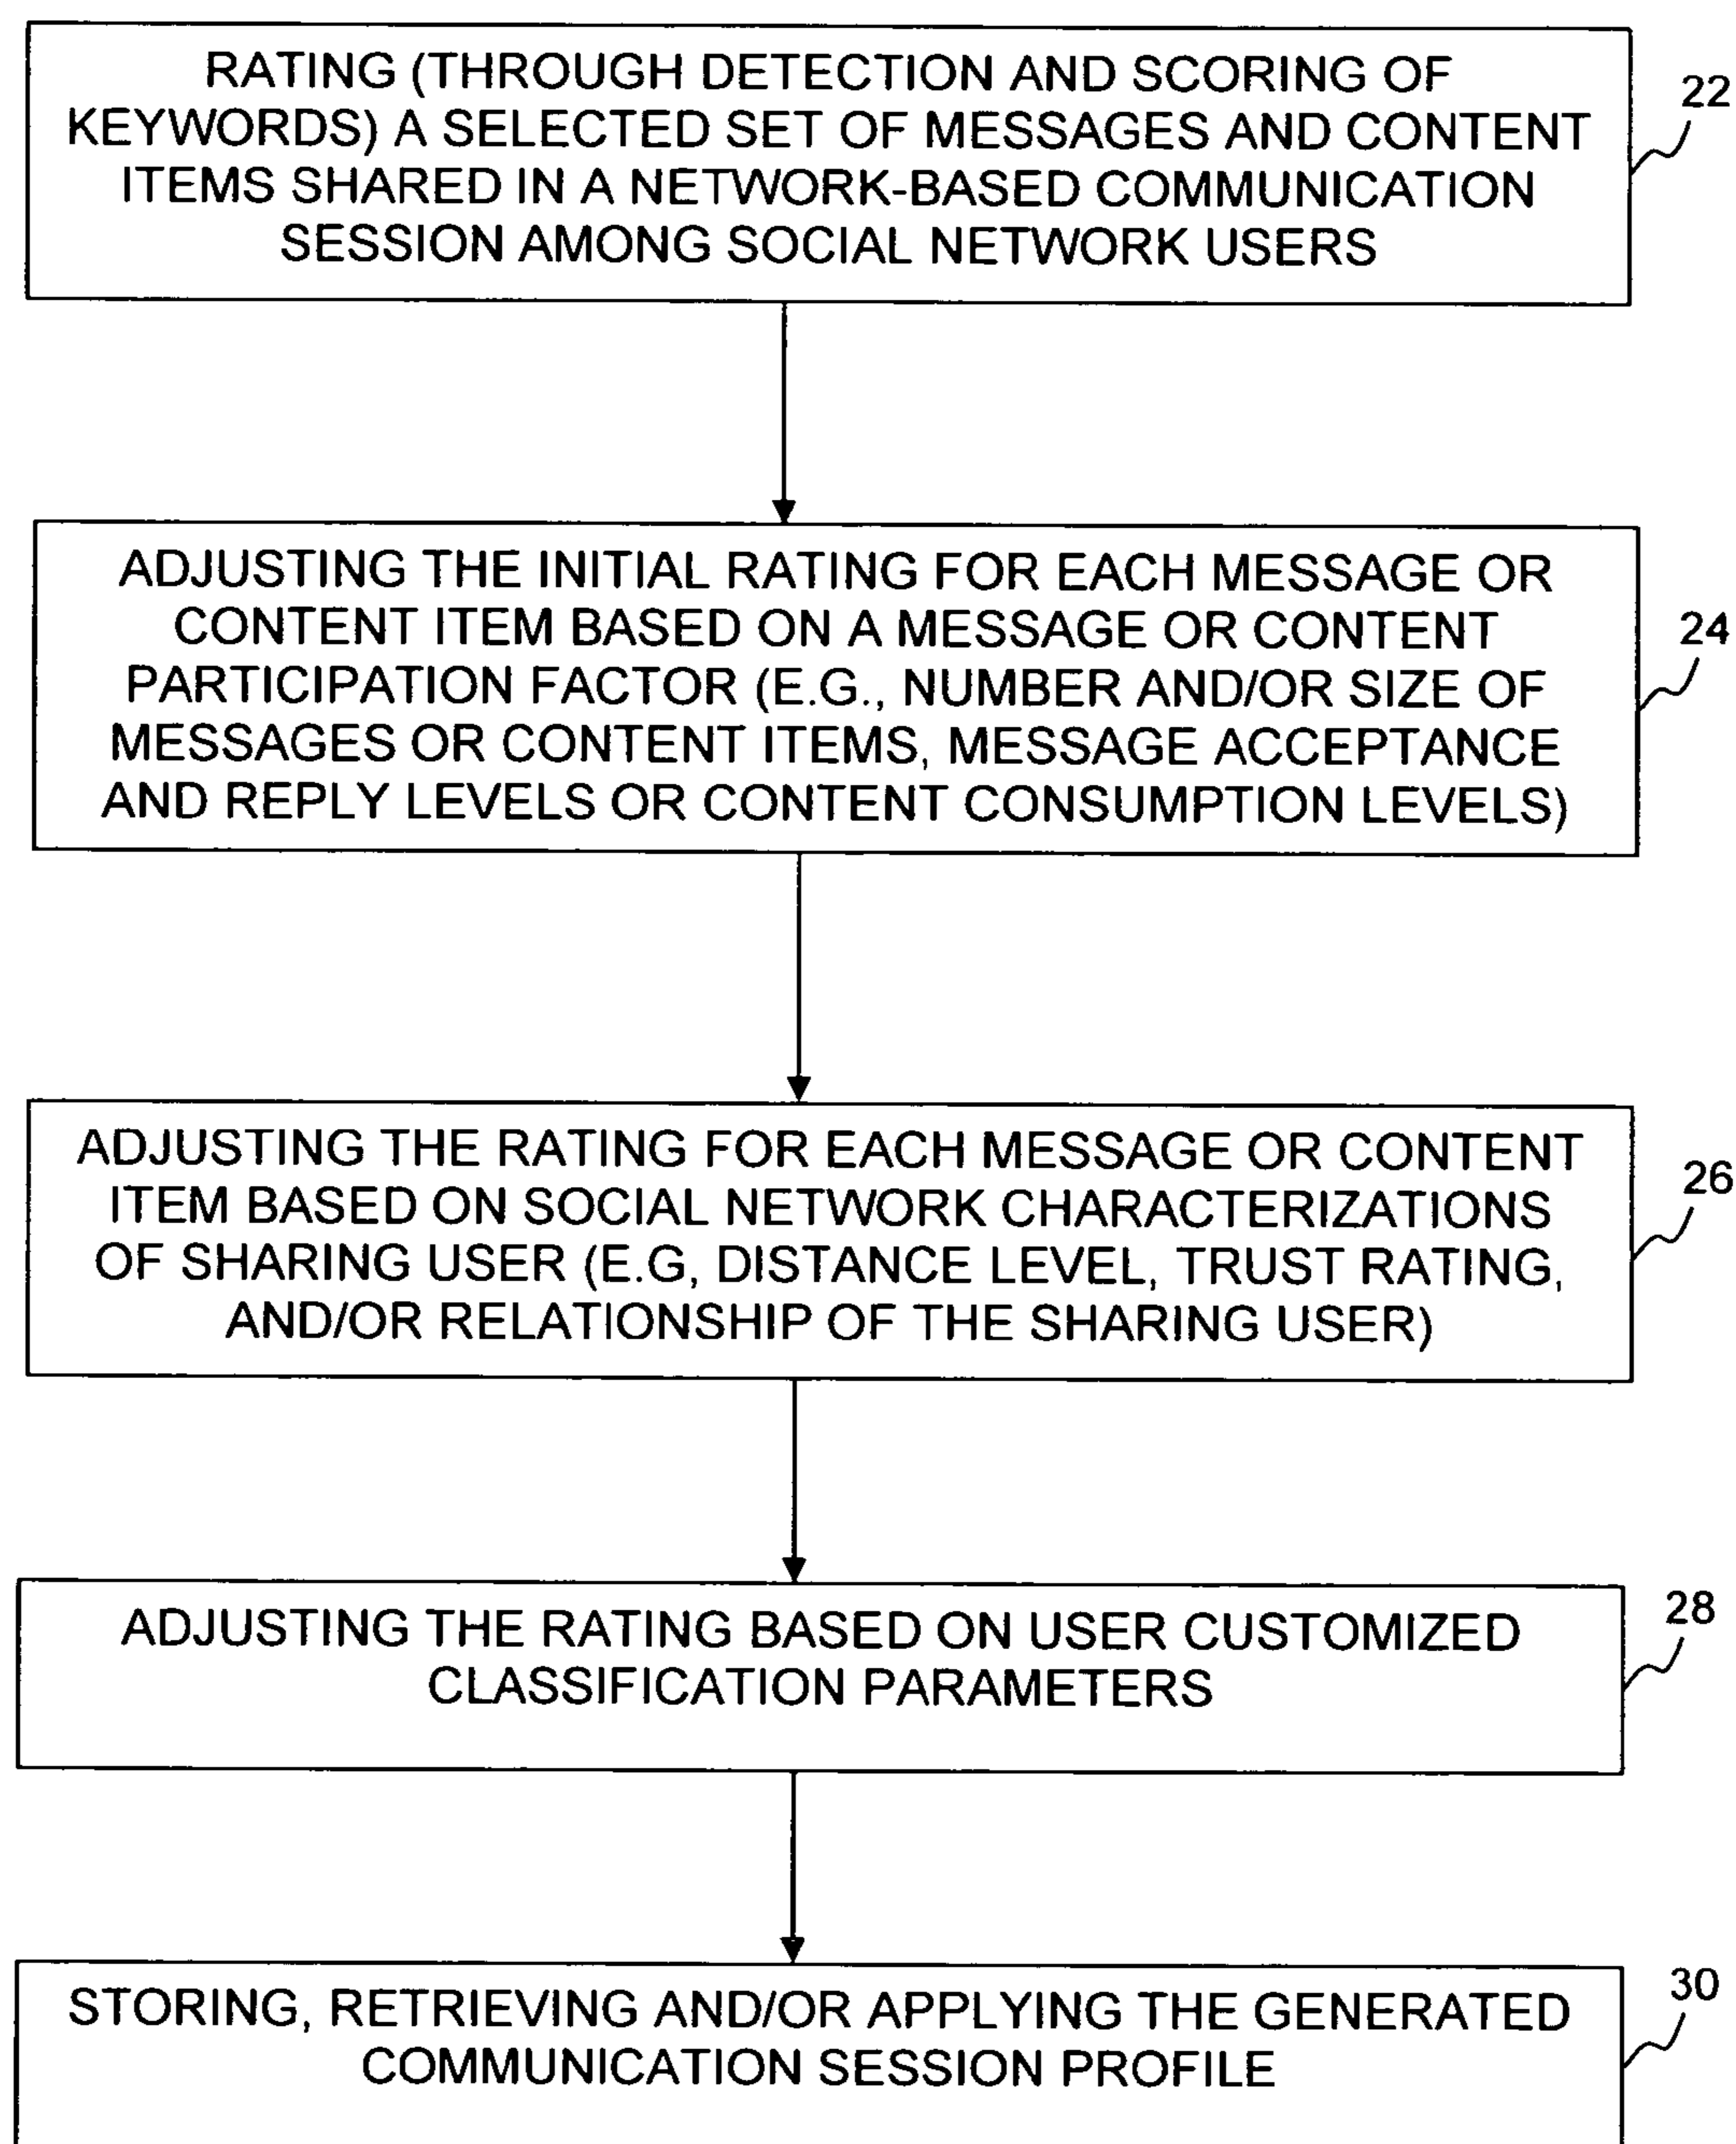 RATING (THROUGH DETECTION AND SCORING OF
KEYWORDS) A SELECTED SET OF MESSAGES AND CONTENT
ITEMS SHARED IN A NETWORK-BASED COMMUNICATION
SESSION AMONG SOCIAL NETWORK USERS
22
ADJUSTING THE INITIAL RATING FOR EACH MESSAGE OR
CONTENT ITEM BASED ON A MESSAGE OR CONTENT
PARTICIPATION FACTOR (E.G., NUMBER AND/OR SIZE OF
MESSAGES OR CONTENT ITEMS, MESSAGE ACCEPTANCE
AND REPLY LEVELS OR CONTENT CONSUMPTION LEVELS)
24
ADJUSTING THE RATING FOR EACH MESSAGE OR CONTENT
ITEM BASED ON SOCIAL NETWORK CHARACTERIZATIONS
OF SHARING USER (E.G, DISTANCE LEVEL, TRUST RATING,
AND/OR RELATIONSHIP OF THE SHARING USER)
26
ADJUSTING THE RATING BASED ON USER CUSTOMIZED
CLASSIFICATION PARAMETERS
28
STORING, RETRIEVING AND/OR APPLYING THE GENERATED
COMMUNICATION SESSION PROFILE
30